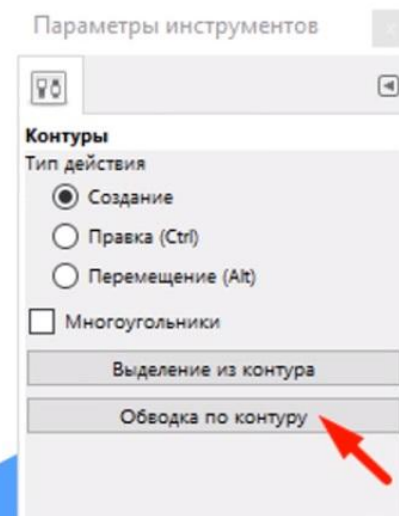 Параметры инструментов
Контуры
Тип действия
Создание
Правка (Ctrl)
Перемещение (Alt)
Многоугольники
Выделение из контура
Обводка по контуру